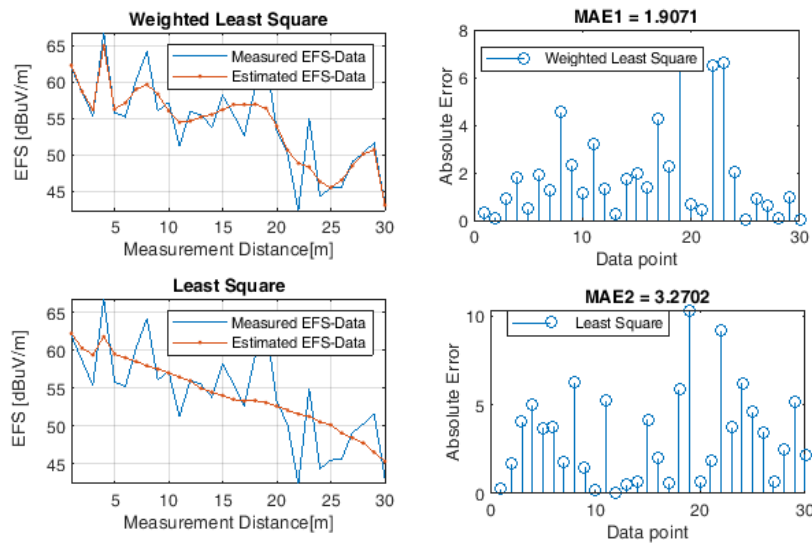 Weighted Least Square
65
60
55
50
45
EFS [dBuV/m]
Measured EFS-Data
Estimated EFS-Data
5 10 15 20 25 30
Measurement Distance[m]
MAE1 = 1.9071
8
6
4
2
0
Absolute Error
Weighted Least Square
0 10 20 30
Data point
Least Square
65
60
55
50
45
EFS [dBuV/m]
Measured EFS-Data
Estimated EFS-Data
5 10 15 20 25 30
Measurement Distance[m]
MAE2 = 3.2702
10
5
0
Absolute Error
Least Square
0 10 20 30
Data point